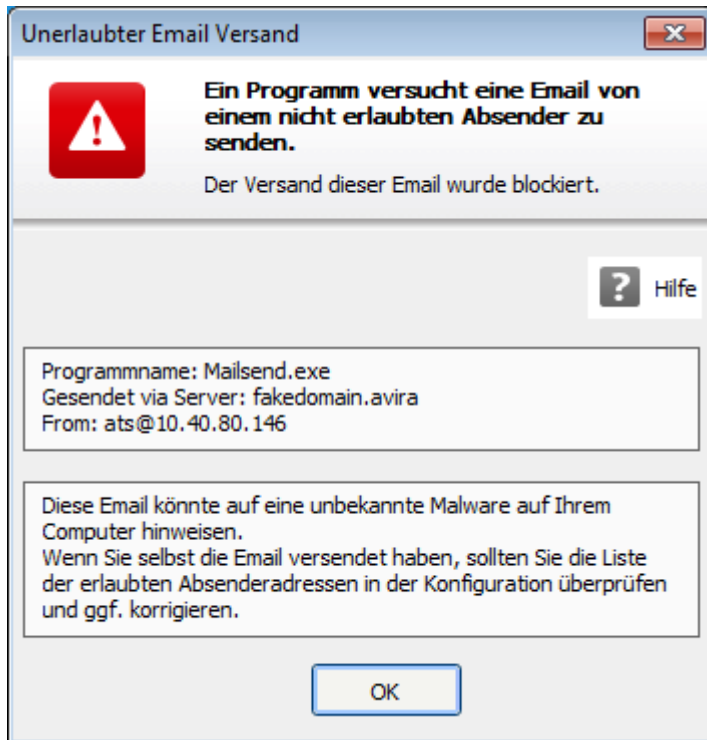 Unerlaubter Email Versand
Ein Programm versucht eine Email von
einem nicht erlaubten Absender zu
senden.
Der Versand dieser Email wurde blockiert.
? Hilfe
Programmname: Mailsend.exe
Gesendet via Server: fakedomain.avira
From: ats@10.40.80.146
Diese Email könnte auf eine unbekannte Malware auf Ihrem
Computer hinweisen.
Wenn Sie selbst die Email versendet haben, sollten Sie die Liste
der erlaubten Absenderadressen in der Konfiguration überprüfen
und ggf. korrigieren.
OK